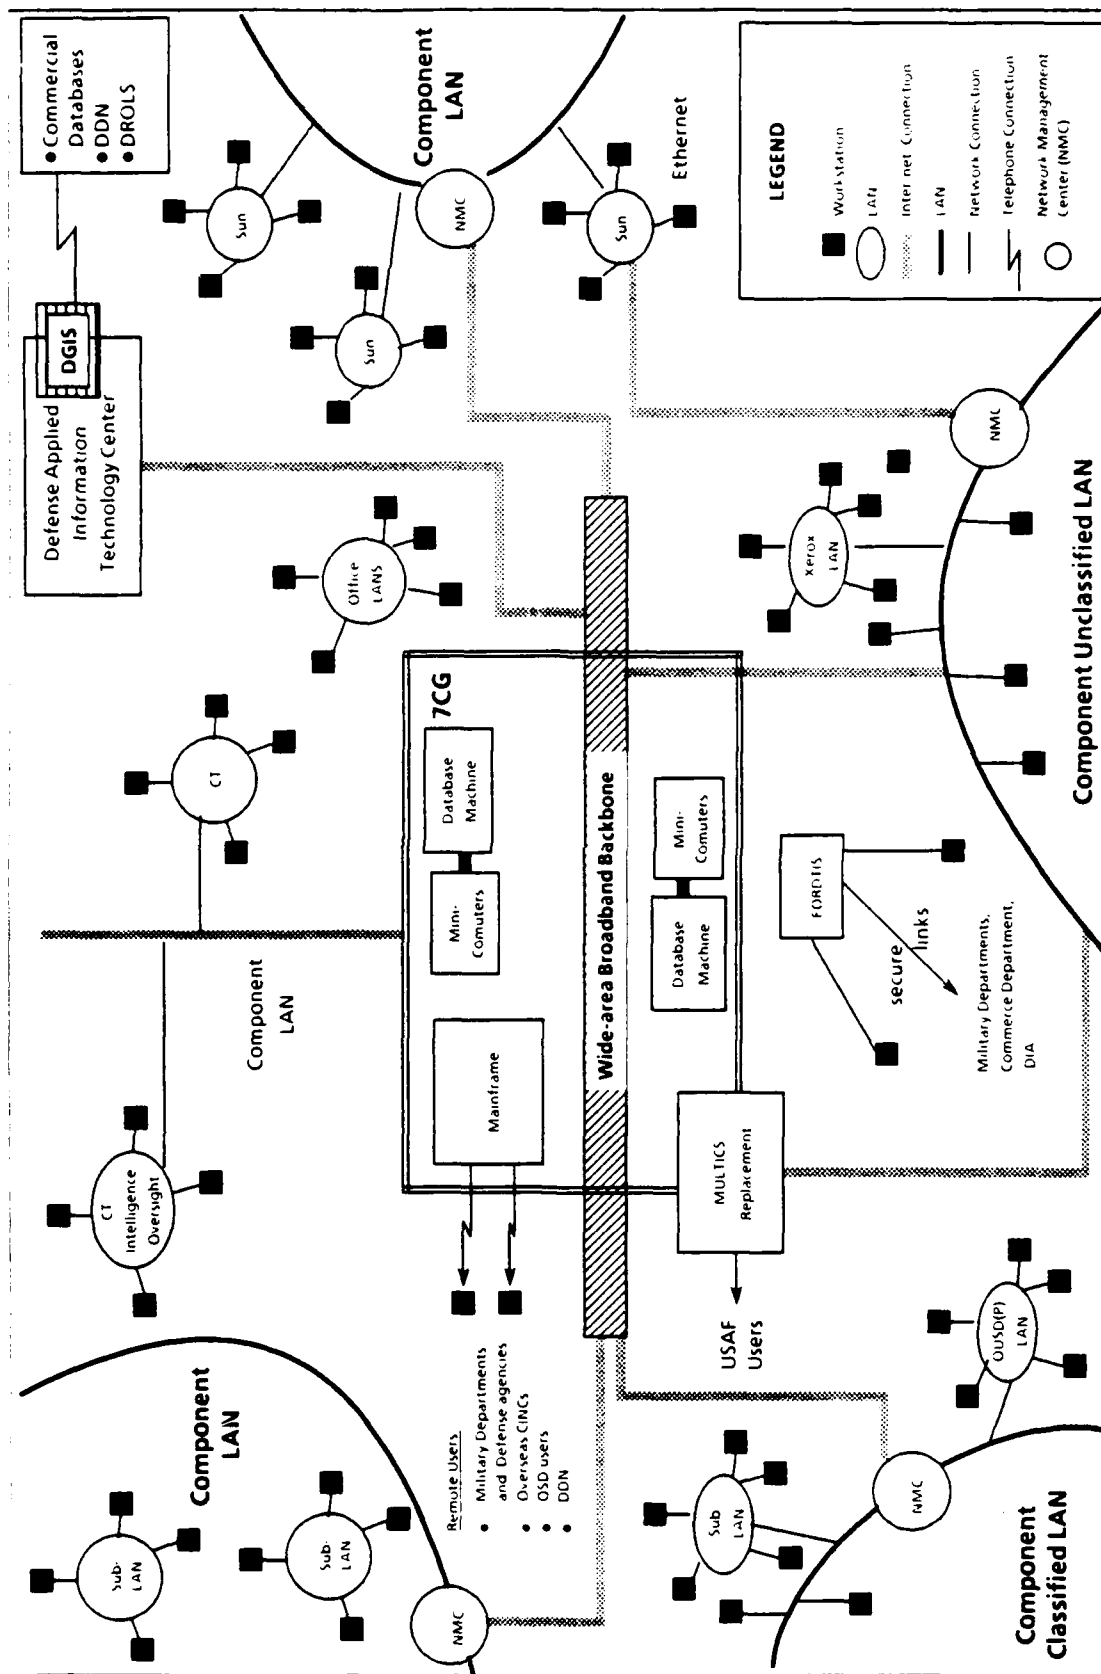 Component
LAN
Sub-
LAN
Sub-
LAN
NMC
CT
Intelligence
Oversight
Component
LAN
CT
Office
LANS
Defense Applied
Information
Technology Center
DGIS
● Commercial
Databases
● DDN
● DROLS
Sun
Sun
Component
LAN
NMC
Sun
Ethernet
Remote Users
● Military Departments
and Defense agencies
● Overseas CINCs
● OSD users
● DDN
7CG
Mainframe
Mini-
Comuters
Database
Machine
Wide-area Broadband Backbone
Database
Machine
Mini-
Comuters
MULTICS
Replacement
USAF
Users
FORDTIS
secure links
Military Departments,
Commerce Department,
DIA
Sub
LAN
NMC
OUSD(P)
LAN
Component
Classified LAN
Xerox
LAN
NMC
Component Unclassified LAN
LEGEND
Workstation
LAN
Internet Connection
LAN
Network Connection
Telephone Connection
Network Management
Center (NMC)